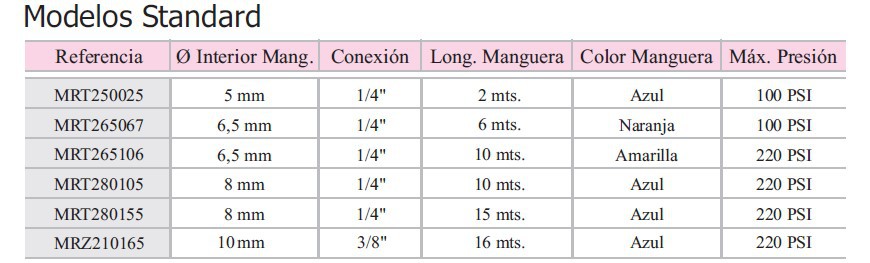 Modelos Standard
Referencia Ø Interior Mang. Conexión Long. Manguera Color Manguera Máx. Presión
MRT250025 5 mm 1/4" 2 mts. Azul 100 PSI
MRT265067 6,5 mm 1/4" 6 mts. Naranja 100 PSI
MRT265106 6,5 mm 1/4" 10 mts. Amarilla 220 PSI
MRT280105 8 mm 1/4" 10 mts. Azul 220 PSI
MRT280155 8 mm 1/4" 15 mts. Azul 220 PSI
MRZ210165 10 mm 3/8" 16 mts. Azul 220 PSI